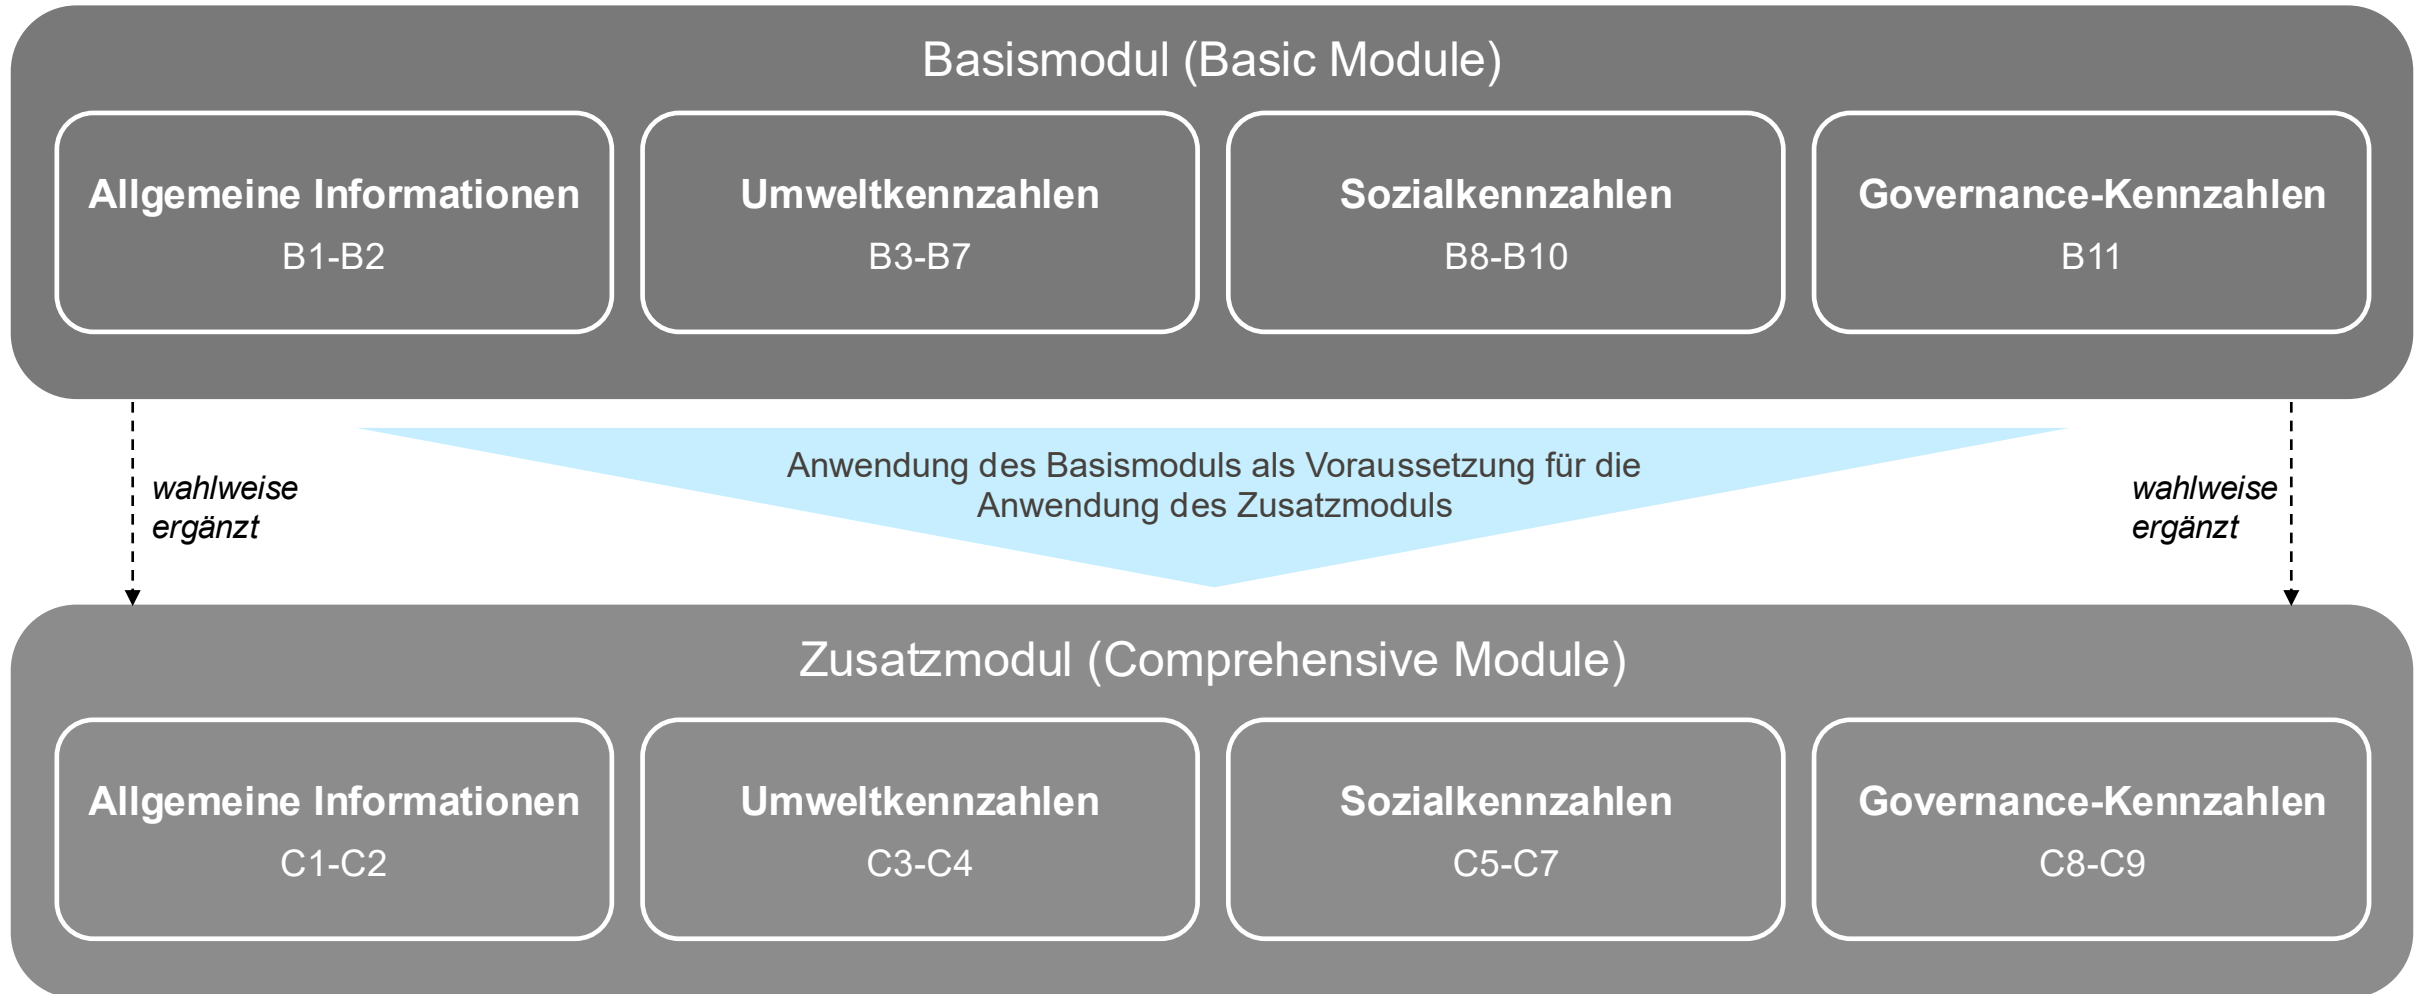 Basismodul (Basic Module)
Allgemeine Informationen
B1-B2
Umweltkennzahlen
B3-B7
Sozialkennzahlen
B8-B10
Governance-Kennzahlen
B11
wahlweise
ergänzt
Anwendung des Basismoduls als Voraussetzung für die
Anwendung des Zusatzmoduls
wahlweise
ergänzt
Zusatzmodul (Comprehensive Module)
Allgemeine Informationen
C1-C2
Umweltkennzahlen
C3-C4
Sozialkennzahlen
C5-C7
Governance-Kennzahlen
C8-C9